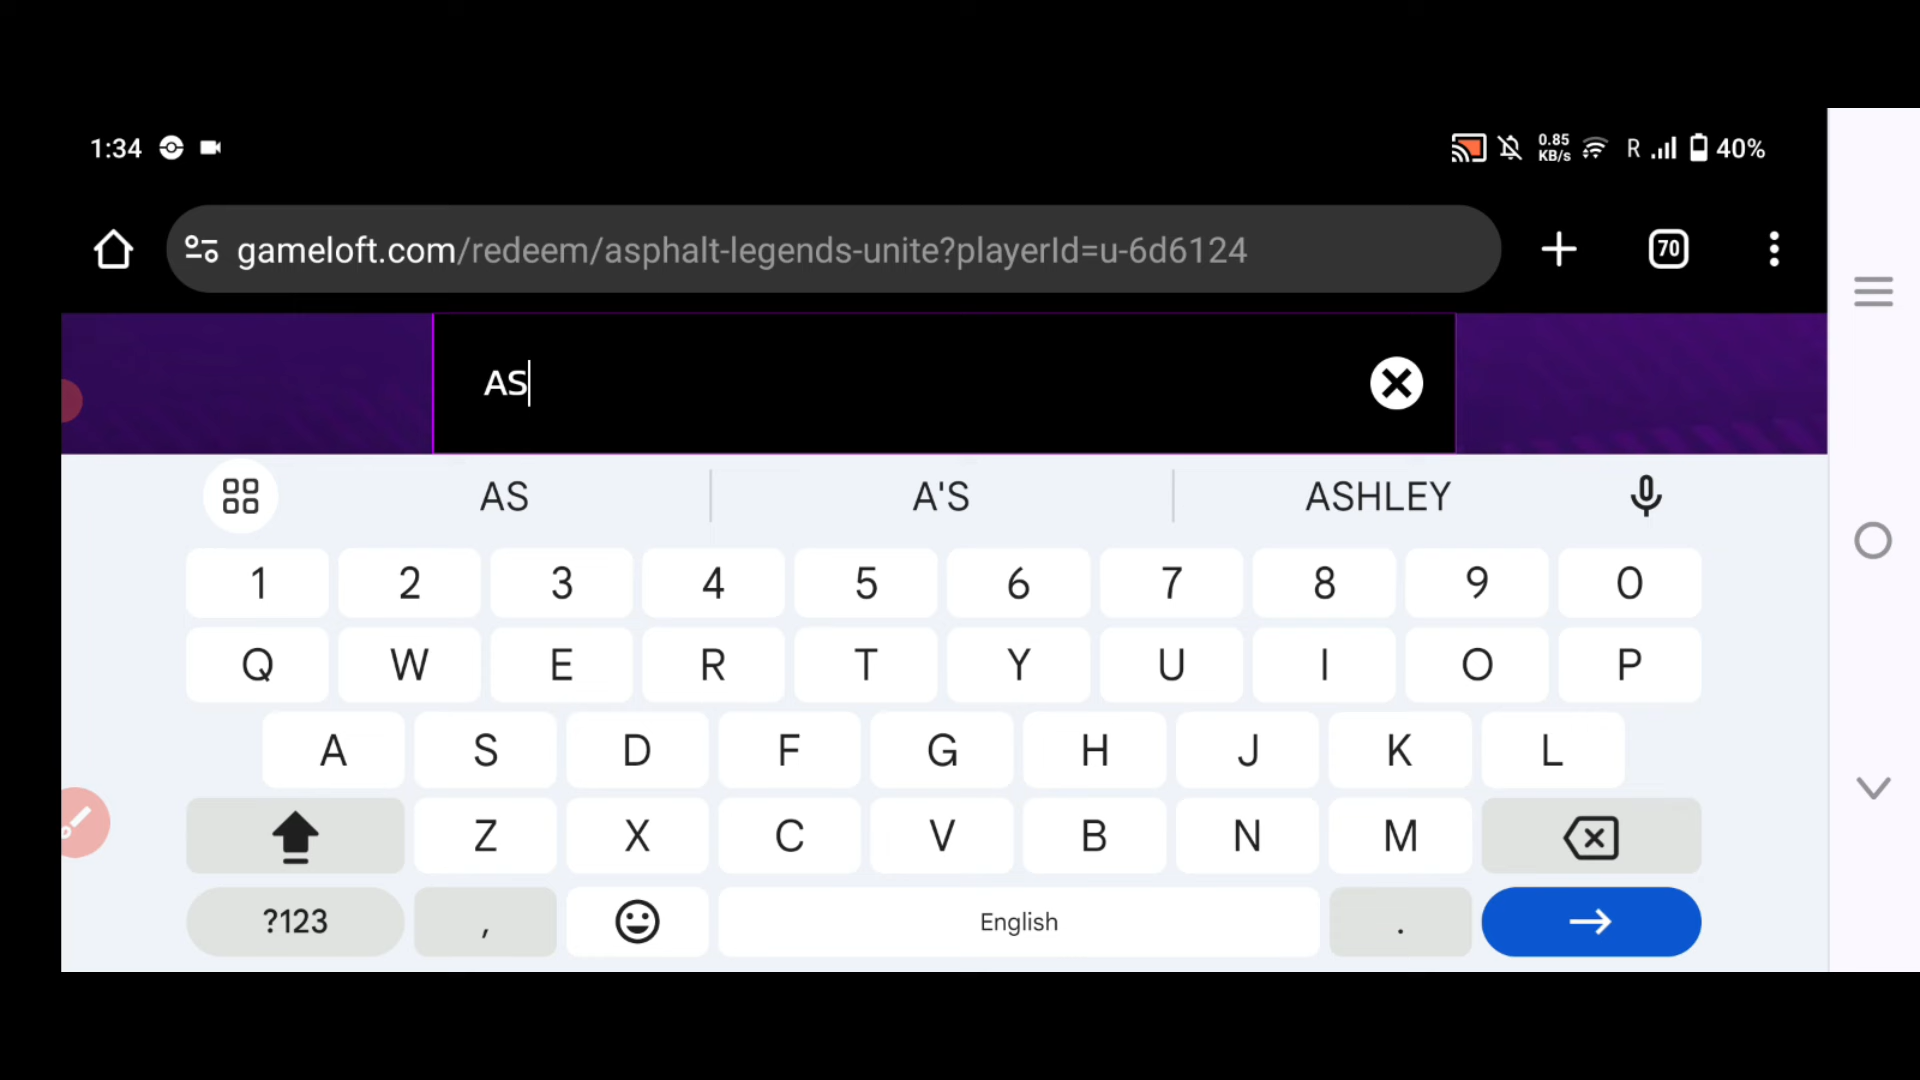 1:34 0.85 KB/s R 40%
gameloft.com/redeem/asphalt-legends-unite?playerId=u-6d6124 70
AS
AS A'S ASHLEY
1 2 3 4 5 6 7 8 9 0
Q W E R T Y U I O P
A S D F G H J K L
Z X C V B N M
?123 , English .